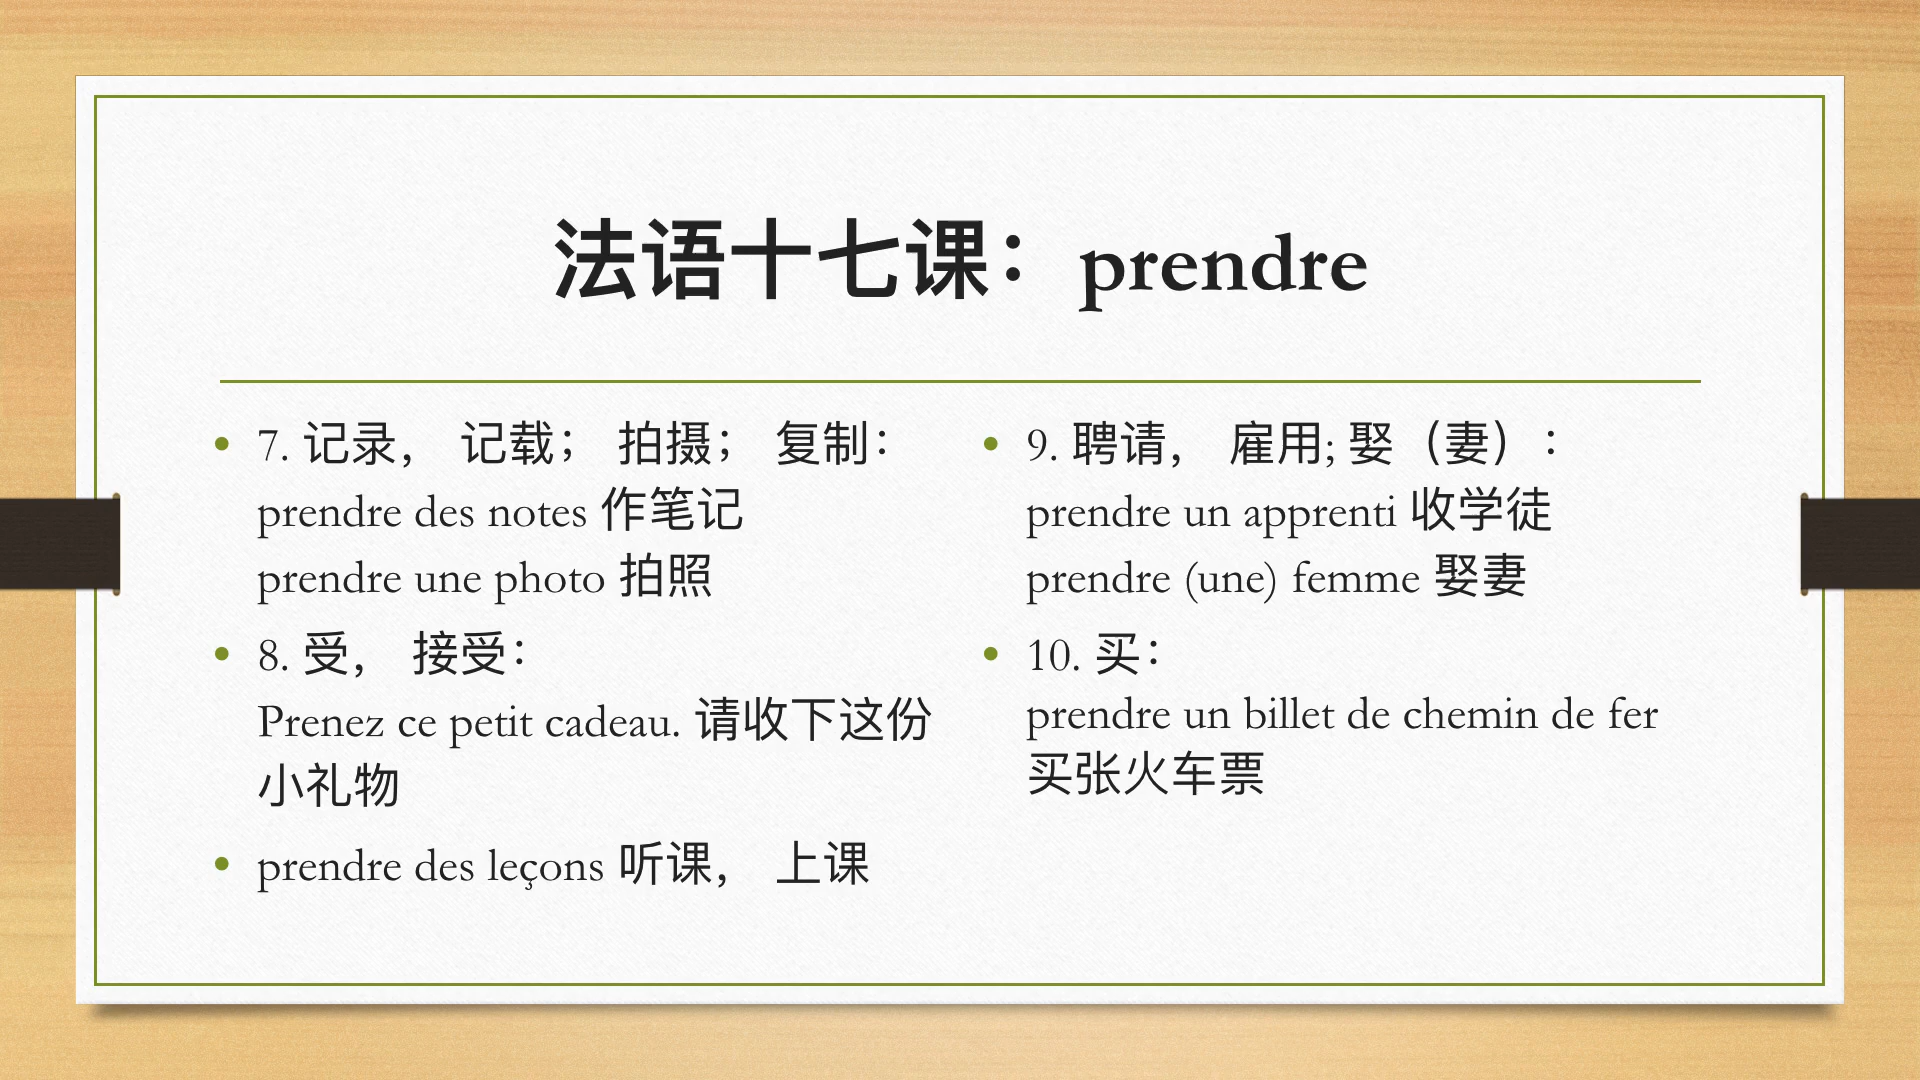 法语十七课：prendre
• 7. 记录， 记载； 拍摄； 复制：
prendre des notes 作笔记
prendre une photo 拍照
• 8. 受， 接受：
Prenez ce petit cadeau. 请收下这份
小礼物
• prendre des leçons 听课， 上课
• 9. 聘请， 雇用; 娶（妻）：
prendre un apprenti 收学徒
prendre (une) femme 娶妻
• 10. 买：
prendre un billet de chemin de fer
买张火车票